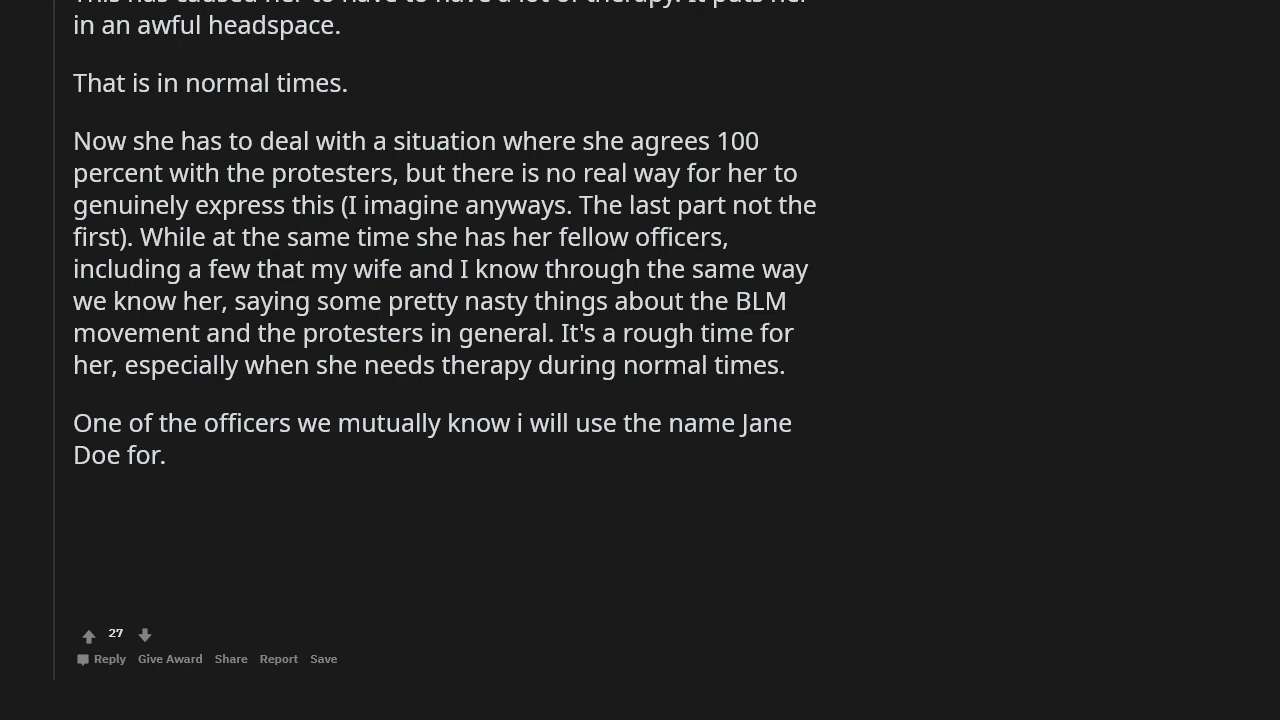 in an awful headspace.
That is in normal times.
Now she has to deal with a situation where she agrees 100
percent with the protesters, but there is no real way for her to
genuinely express this (I imagine anyways. The last part not the
first). While at the same time she has her fellow officers,
including a few that my wife and I know through the same way
we know her, saying some pretty nasty things about the BLM
movement and the protesters in general. It's a rough time for
her, especially when she needs therapy during normal times.
One of the officers we mutually know i will use the name Jane
Doe for.
27
Reply Give Award Share Report Save